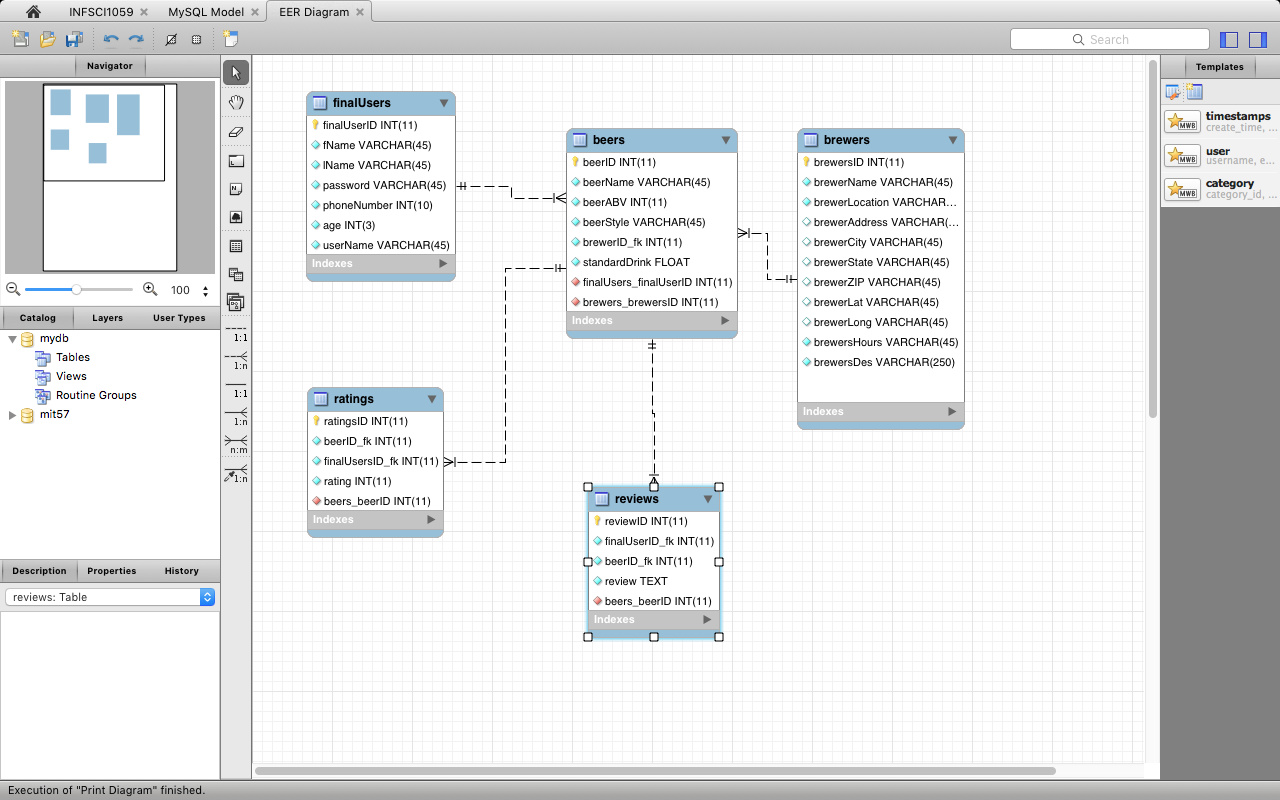 INFSCI1059
MySQL Model
EER Diagram
Search
Navigator
100
Catalog
Layers
User Types
mydb
Tables
Views
Routine Groups
mit57
Description
Properties
History
reviews: Table
1:1
1:n
1:1
1:n
n:m
1:n
finalUsers
finalUserID INT(11)
fName VARCHAR(45)
lName VARCHAR(45)
password VARCHAR(45)
phoneNumber INT(10)
age INT(3)
userName VARCHAR(45)
Indexes
beers
beerID INT(11)
beerName VARCHAR(45)
beerABV INT(11)
beerStyle VARCHAR(45)
brewerID_fk INT(11)
standardDrink FLOAT
finalUsers_finalUserID INT(11)
brewers_brewersID INT(11)
Indexes
brewers
brewersID INT(11)
brewerName VARCHAR(45)
brewerLocation VARCHAR...
brewerAddress VARCHAR(...
brewerCity VARCHAR(45)
brewerState VARCHAR(45)
brewerZIP VARCHAR(45)
brewerLat VARCHAR(45)
brewerLong VARCHAR(45)
brewersHours VARCHAR(45)
brewersDes VARCHAR(250)
Indexes
ratings
ratingsID INT(11)
beerID_fk INT(11)
finalUsersID_fk INT(11)
rating INT(11)
beers_beerID INT(11)
Indexes
reviews
reviewID INT(11)
finalUserID_fk INT(11)
beerID_fk INT(11)
review TEXT
beers_beerID INT(11)
Indexes
Templates
MWB
timestamps
create_time, ...
MWB
user
username, e...
MWB
category
category_id, ...
Execution of "Print Diagram" finished.